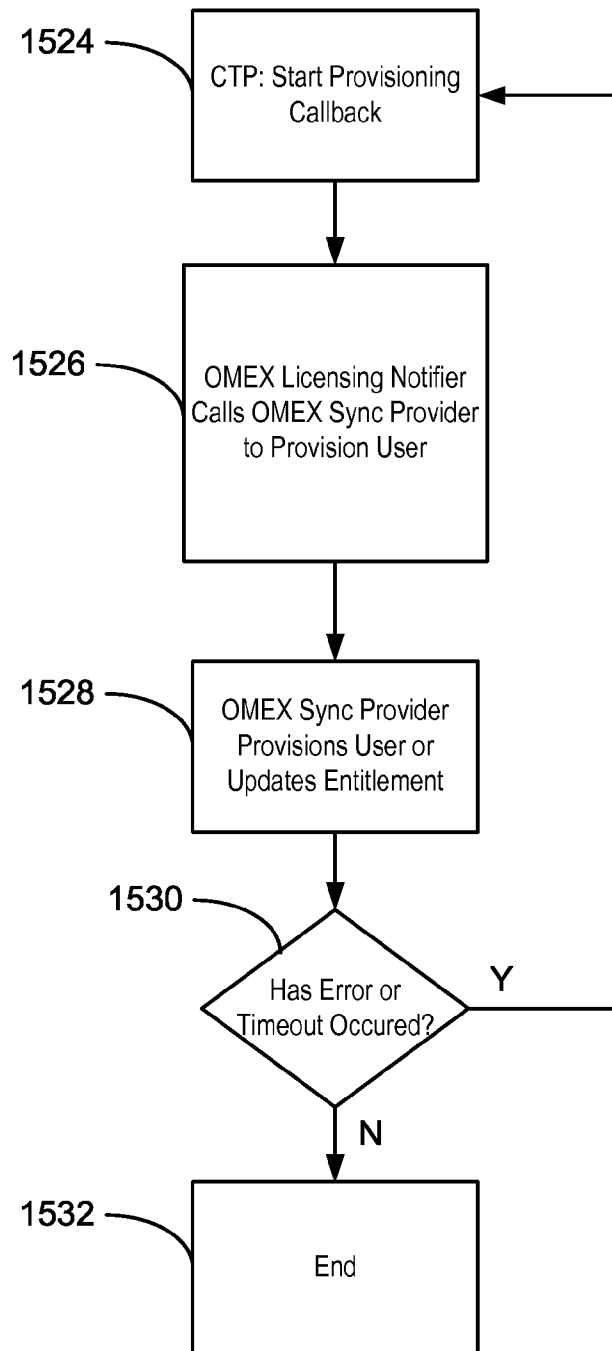 1524
CTP: Start Provisioning
Callback
1526
OMEX Licensing Notifier
Calls OMEX Sync Provider
to Provision User
1528
OMEX Sync Provider
Provisions User or
Updates Entitlement
1530
Has Error or
Timeout Occured?
Y
N
1532
End